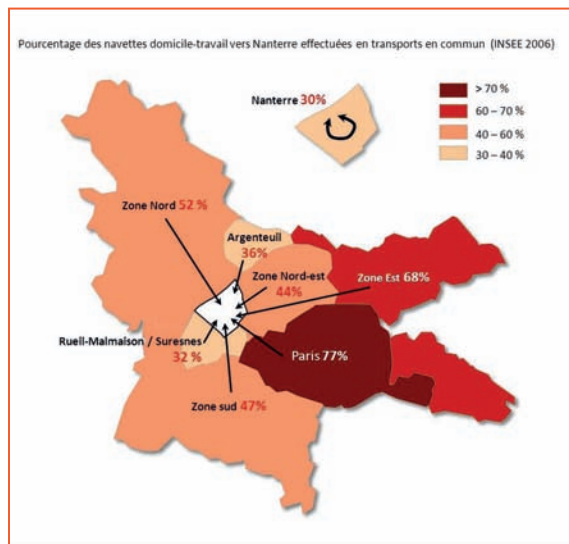 Pourcentage des navettes domicile-travail vers Nanterre effectuées en transports en commun (INSEE 2006)
Nanterre 30%
> 70 %
60 – 70 %
40 – 60 %
30 – 40 %
Zone Nord 52 %
Argenteuil
36%
Zone Nord-est
44%
Zone Est 68%
Rueil-Malmaison / Suresnes
32 %
Paris 77%
Zone sud 47%